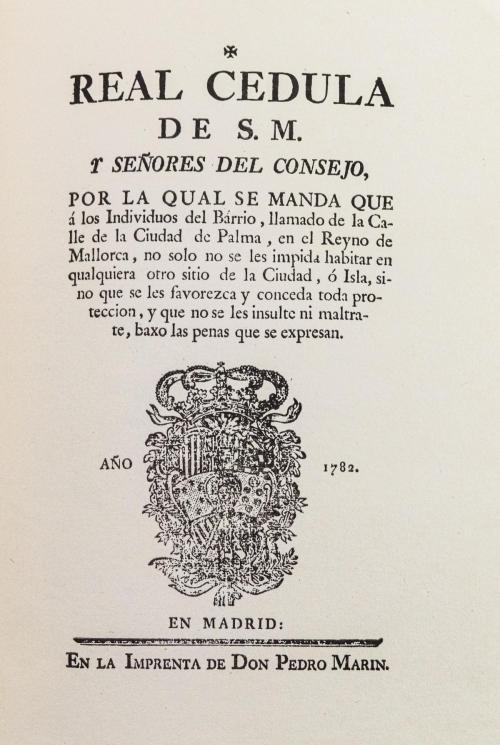 REAL CEDULA
DE S. M.
Y SEÑORES DEL CONSEJO,
POR LA QUAL SE MANDA QUE
á los Individuos del Bárrio, llamado de la Ca-
lle de la Ciudad de Palma, en el Reyno de
Mallorca, no solo no se les impida habitar en
qualquiera otro sitio de la Ciudad, ó Isla, si-
no que se les favorezca y conceda toda pro-
teccion, y que no se les insulte ni maltra-
te, baxo las penas que se expresan.
AÑO 1782.
EN MADRID:
EN LA IMPRENTA DE DON PEDRO MARIN.